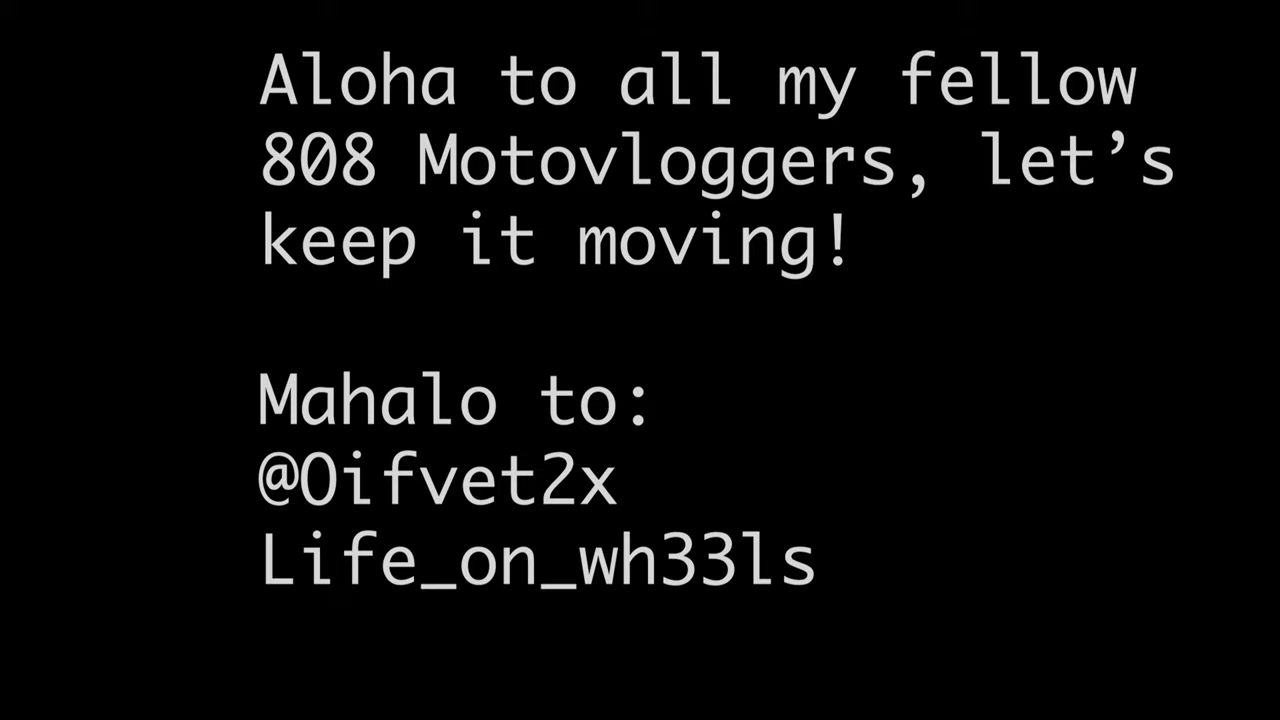 Aloha to all my fellow
808 Motovloggers, let’s
keep it moving!
Mahalo to:
@Oifvet2x
Life_on_wh33ls